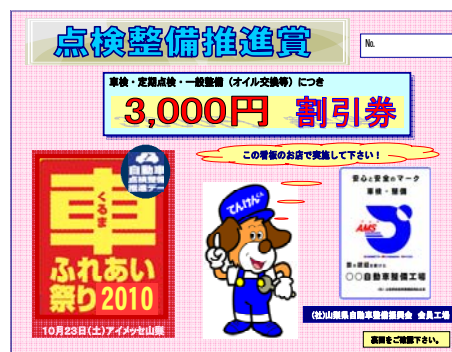 点検整備推進賞
No.
車検・定期点検・一般整備（オイル交換等）につき
3,000円 割引券
この看板のお店で実施して下さい！
自動車
点検整備
推進デー
車
くるま
ふれあい
祭り2010
10月23日(土)アイメッセ山梨
てんけんくん
安心と安全のマーク
車検・整備
AMS
〇〇自動車整備工場
(社)山梨県自動車整備振興会 会員工場
裏面をご確認下さい。